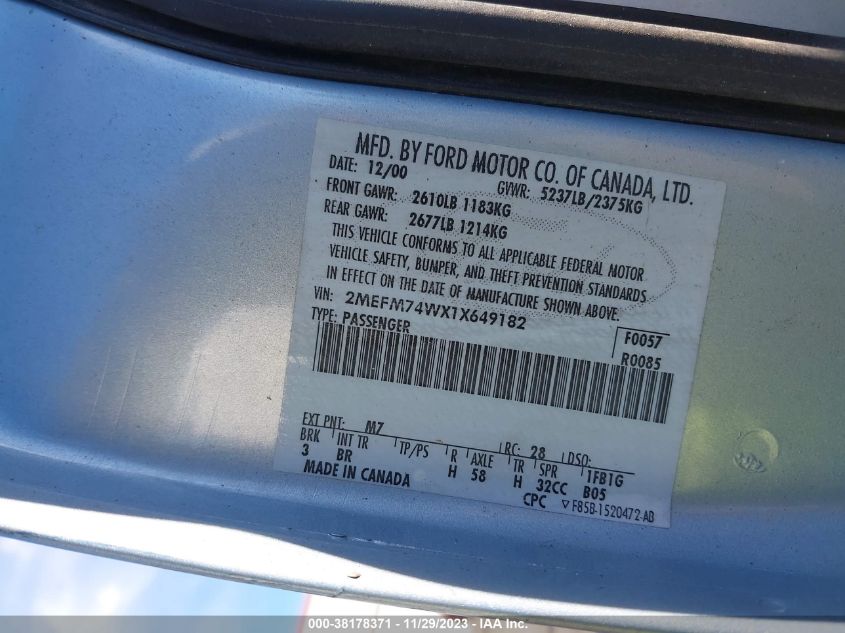 MFD. BY FORD MOTOR CO. OF CANADA, LTD.
DATE: 12/00 GVWR: 5237LB/2375KG
FRONT GAWR: 2610LB 1183KG
REAR GAWR: 2677LB 1214KG
THIS VEHICLE CONFORMS TO ALL APPLICABLE FEDERAL MOTOR
VEHICLE SAFETY, BUMPER, AND THEFT PREVENTION STANDARDS
IN EFFECT ON THE DATE OF MANUFACTURE SHOWN ABOVE.
VIN: 2MEFM74WX1X649182
TYPE: PASSENGER
F0057
R0085
EXT PNT: M7 RC: 28 DSO:
BRK INT TR TP/PS R AXLE TR SPR 1FB1G
3 BR H 58 H 32CC B05
MADE IN CANADA CPC ▽ F85B-1520472-AB
000-38178371 - 11/29/2023 - IAA Inc.